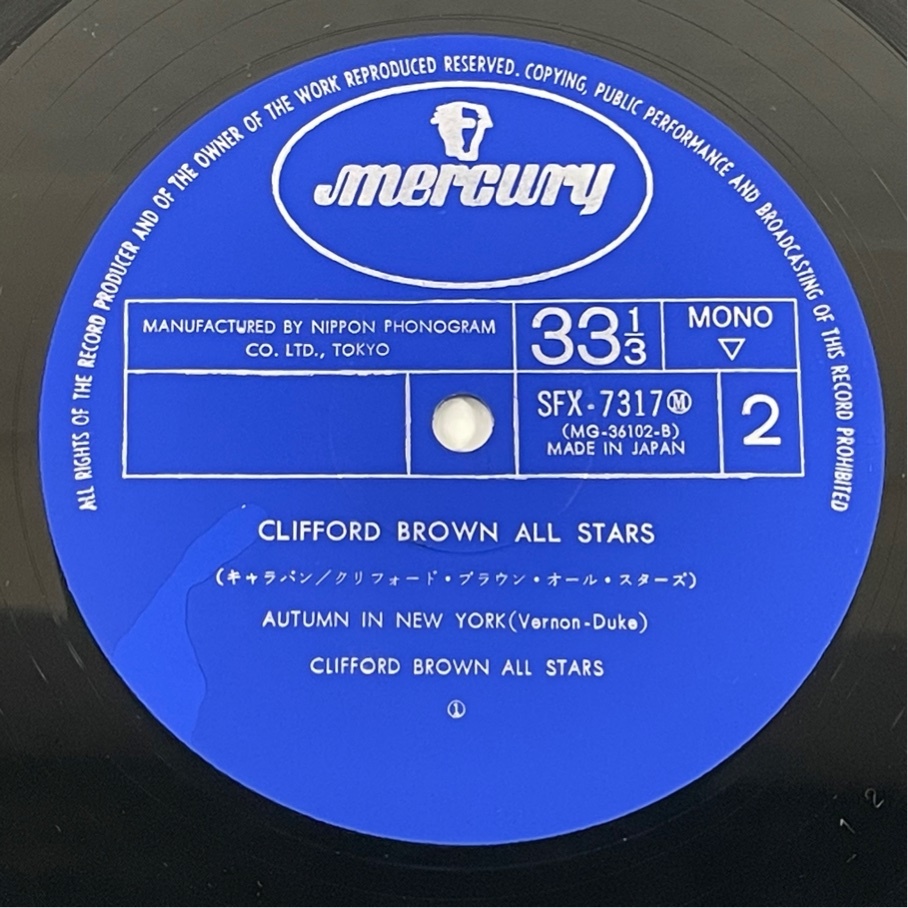 ALL RIGHTS OF THE RECORD PRODUCER AND OF THE OWNER OF THE WORK REPRODUCED RESERVED. COPYING, PUBLIC PERFORMANCE AND BROADCASTING OF THIS RECORD PROHIBITED
mercury
MANUFACTURED BY NIPPON PHONOGRAM
CO. LTD., TOKYO
33⅓
MONO
▽
SFX-7317Ⓜ
(MG-36102-B)
MADE IN JAPAN
2
CLIFFORD BROWN ALL STARS
(キャラバン/クリフォード・ブラウン・オール・スターズ)
AUTUMN IN NEW YORK(Vernon-Duke)
CLIFFORD BROWN ALL STARS
①
1 2